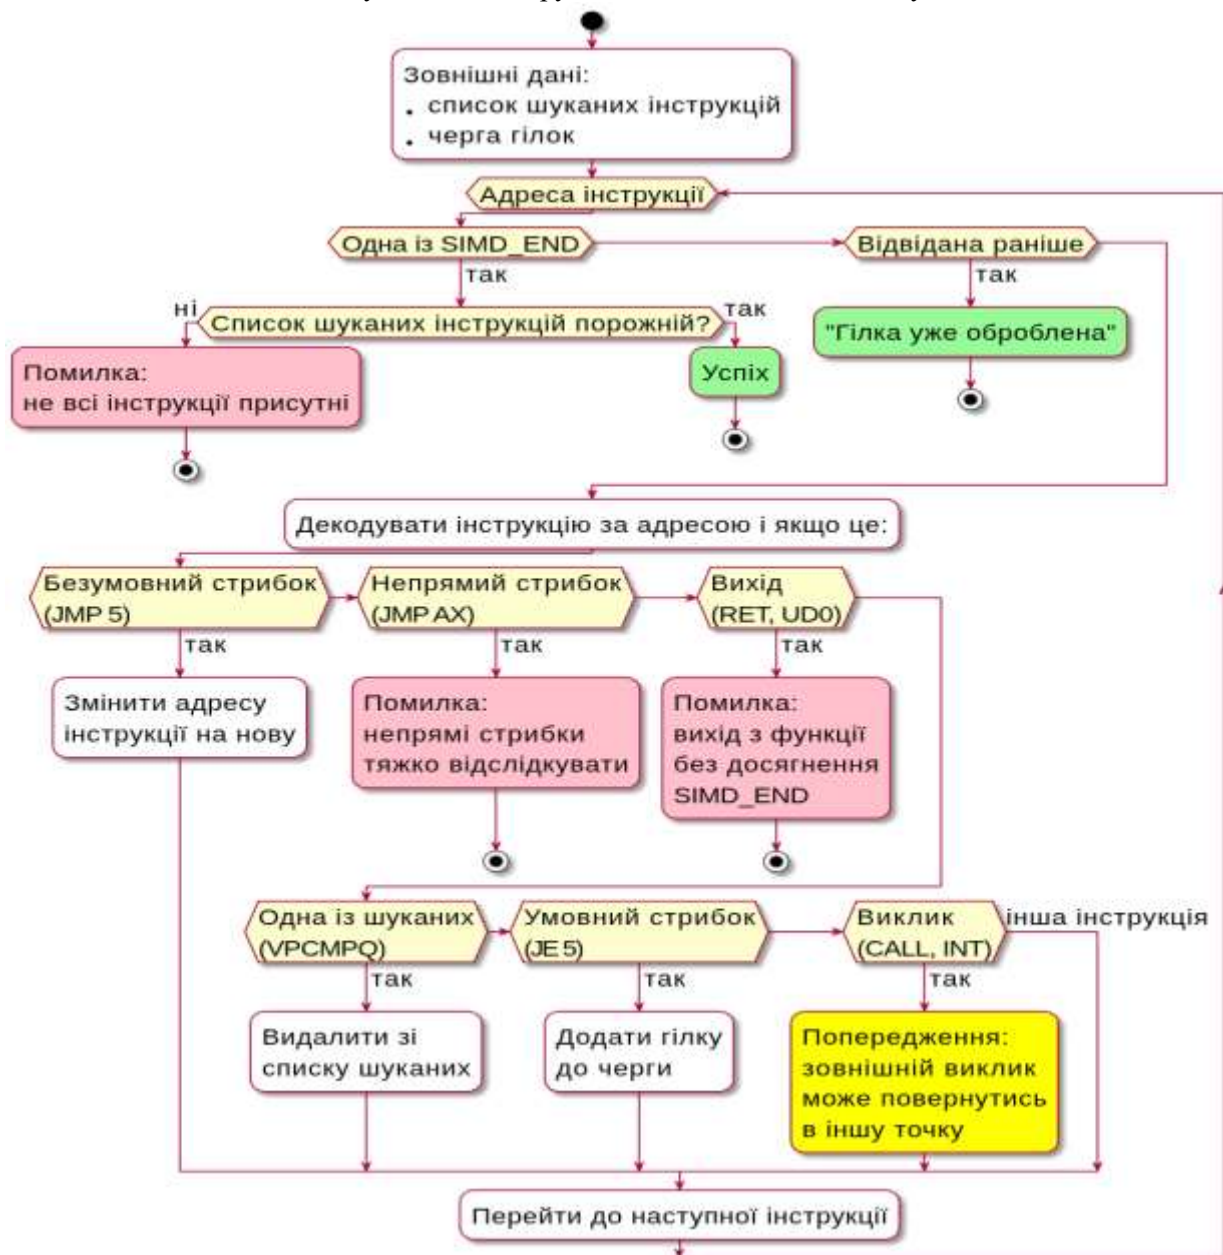 Зовнішні дані:
. список шуканих інструкцій
. черга гілок
Адреса інструкції
Одна із SIMD_END
Відвідана раніше
так
так
ні
Список шуканих інструкцій порожній?
так
"Гілка уже оброблена"
Помилка:
не всі інструкції присутні
Успіх
Декодувати інструкцію за адресою і якщо це:
Безумовний стрибок
(JMP 5)
Непрямий стрибок
(JMP AX)
Вихід
(RET, UD0)
так
так
так
Змінити адресу
інструкції на нову
Помилка:
непрямі стрибки
тяжко відслідкувати
Помилка:
вихід з функції
без досягнення
SIMD_END
Одна із шуканих
(VPCMPQ)
Умовний стрибок
(JE 5)
Виклик
(CALL, INT)
інша інструкція
так
так
так
Видалити зі
списку шуканих
Додати гілку
до черги
Попередження:
зовнішній виклик
може повернутись
в іншу точку
Перейти до наступної інструкції